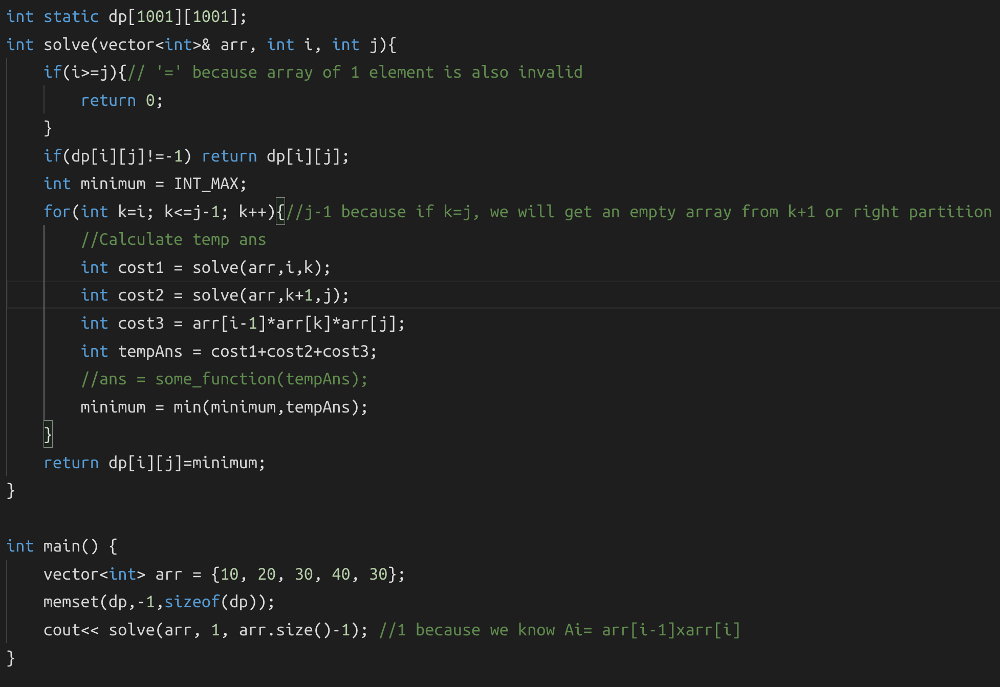 int static dp[1001][1001];
int solve(vector<int>& arr, int i, int j){
    if(i>=j){// '=' because array of 1 element is also invalid
        return 0;
    }
    if(dp[i][j]!=-1) return dp[i][j];
    int minimum = INT_MAX;
    for(int k=i; k<=j-1; k++){//j-1 because if k=j, we will get an empty array from k+1 or right partition
        //Calculate temp ans
        int cost1 = solve(arr,i,k);
        int cost2 = solve(arr,k+1,j);
        int cost3 = arr[i-1]*arr[k]*arr[j];
        int tempAns = cost1+cost2+cost3;
        //ans = some_function(tempAns);
        minimum = min(minimum,tempAns);
    }
    return dp[i][j]=minimum;
}

int main() {
    vector<int> arr = {10, 20, 30, 40, 30};
    memset(dp,-1,sizeof(dp));
    cout<< solve(arr, 1, arr.size()-1); //1 because we know Ai= arr[i-1]xarr[i]
}